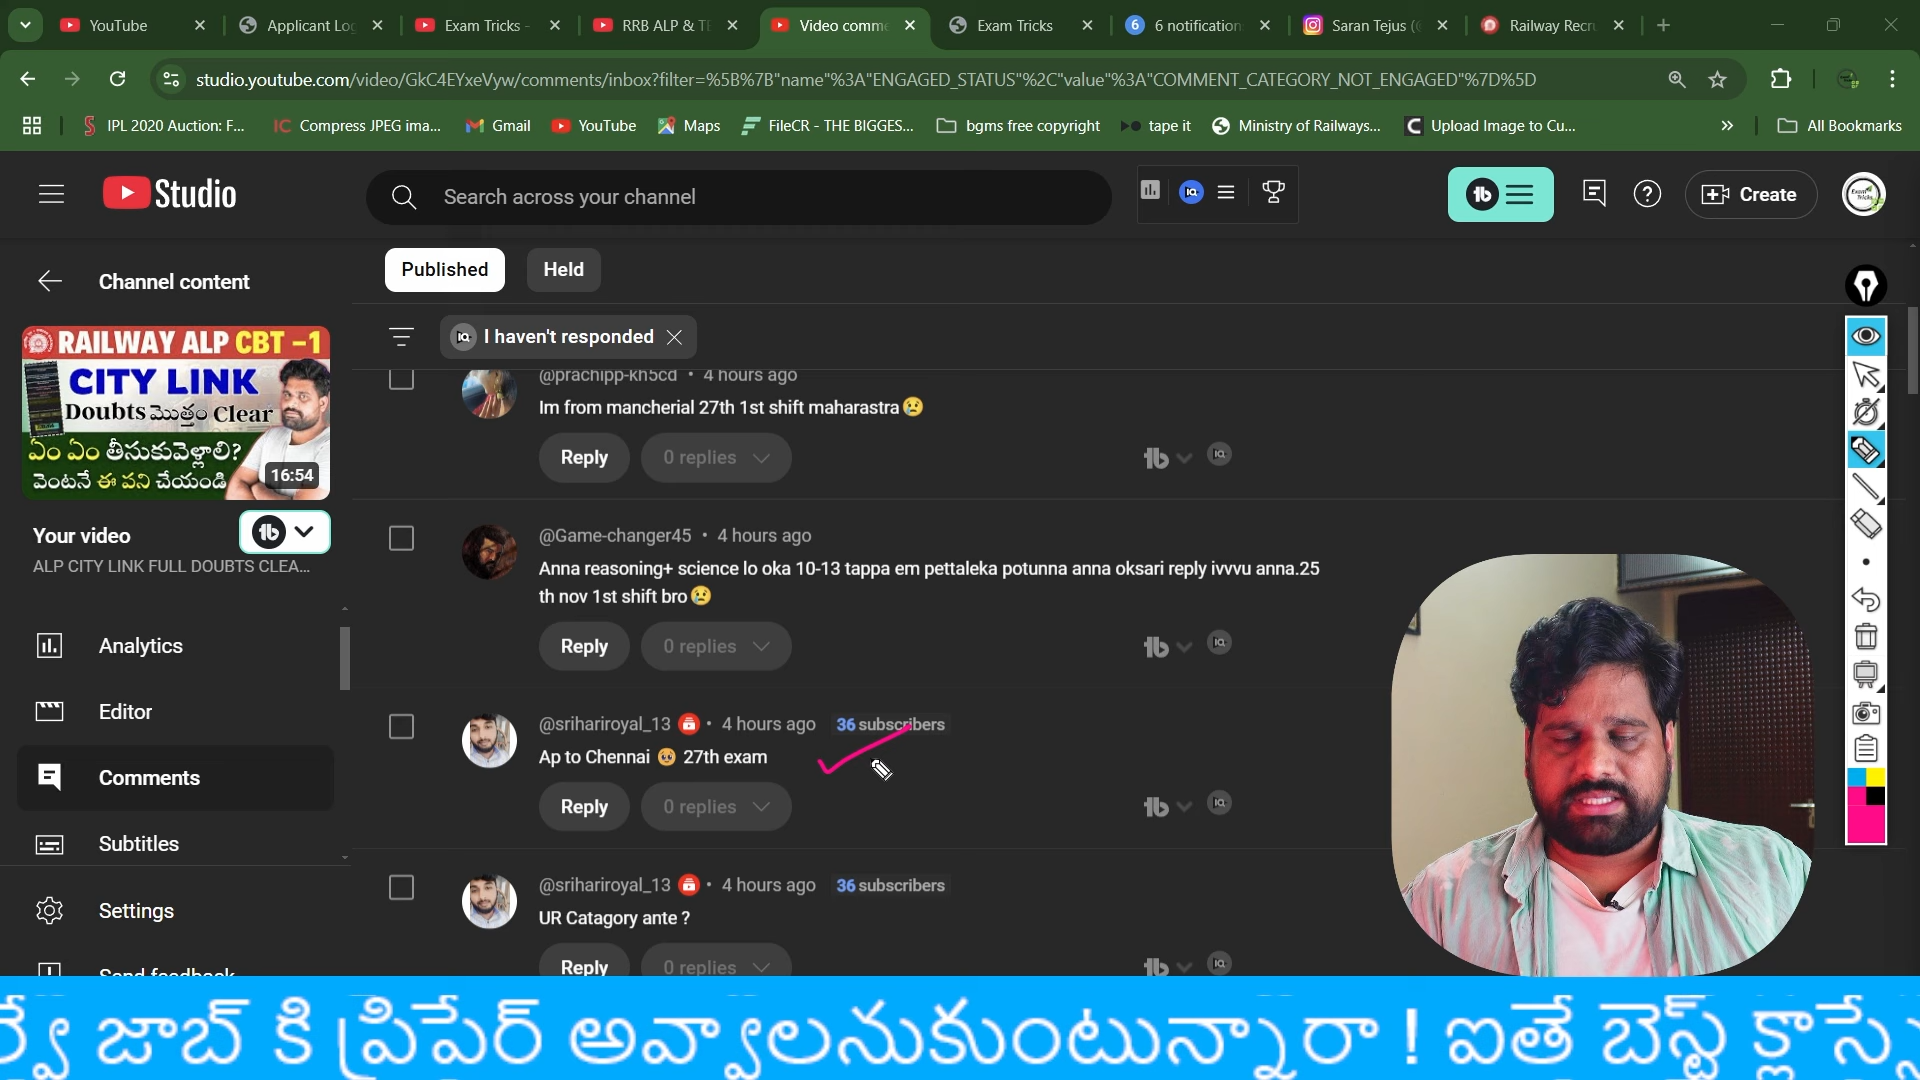 YouTube
Applicant Log
Exam Tricks -
RRB ALP & TE
Video comme
Exam Tricks
6 notification
Saran Tejus (
Railway Recru
studio.youtube.com/video/GkC4EYxeVyw/comments/inbox?filter=%5B%7B"name"%3A"ENGAGED_STATUS"%2C"value"%3A"COMMENT_CATEGORY_NOT_ENGAGED"%7D%5D
IPL 2020 Auction: F...
Compress JPEG ima...
Gmail
YouTube
Maps
FileCR - THE BIGGES...
bgms free copyright
tape it
Ministry of Railways...
Upload Image to Cu...
All Bookmarks
Studio
Search across your channel
Create
Channel content
Published
Held
I haven't responded
RAILWAY ALP CBT -1
CITY LINK
Doubts మొత్తం Clear
ఏం ఏం తీసుకువెళ్లాలి?
వెంటనే ఈ పని చేయండి
16:54
Your video
ALP CITY LINK FULL DOUBTS CLEA...
Analytics
Editor
Comments
Subtitles
Settings
Send feedback
@prachipp-kh5cd • 4 hours ago
Im from mancherial 27th 1st shift maharastra😢
Reply
0 replies
@Game-changer45 • 4 hours ago
Anna reasoning+ science lo oka 10-13 tappa em pettaleka potunna anna oksari reply ivvvu anna.25
th nov 1st shift bro😢
Reply
0 replies
@srihariroyal_13 • 4 hours ago 36 subscribers
Ap to Chennai 🥹 27th exam
Reply
0 replies
@srihariroyal_13 • 4 hours ago 36 subscribers
UR Catagory ante ?
Reply
0 replies
ర్వే జాబ్ కి ప్రిపేర్ అవ్వాలనుకుంటున్నారా ! ఐతే బెస్ట్ క్లాస్సే